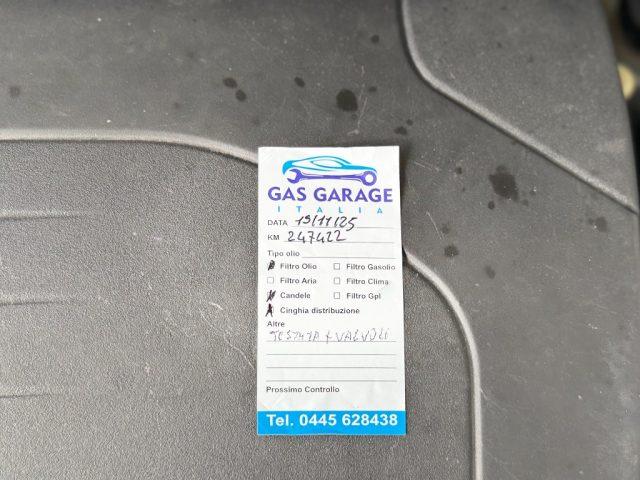 GAS GARAGE
ITALIA
DATA 19/11/25
KM 247422
Tipo olio
Filtro Olio Filtro Gasolio
Filtro Aria Filtro Clima
Candele Filtro Gpl
Cinghia distribuzione
Altre
TESTATA + VALVOLE
Prossimo Controllo
Tel. 0445 628438